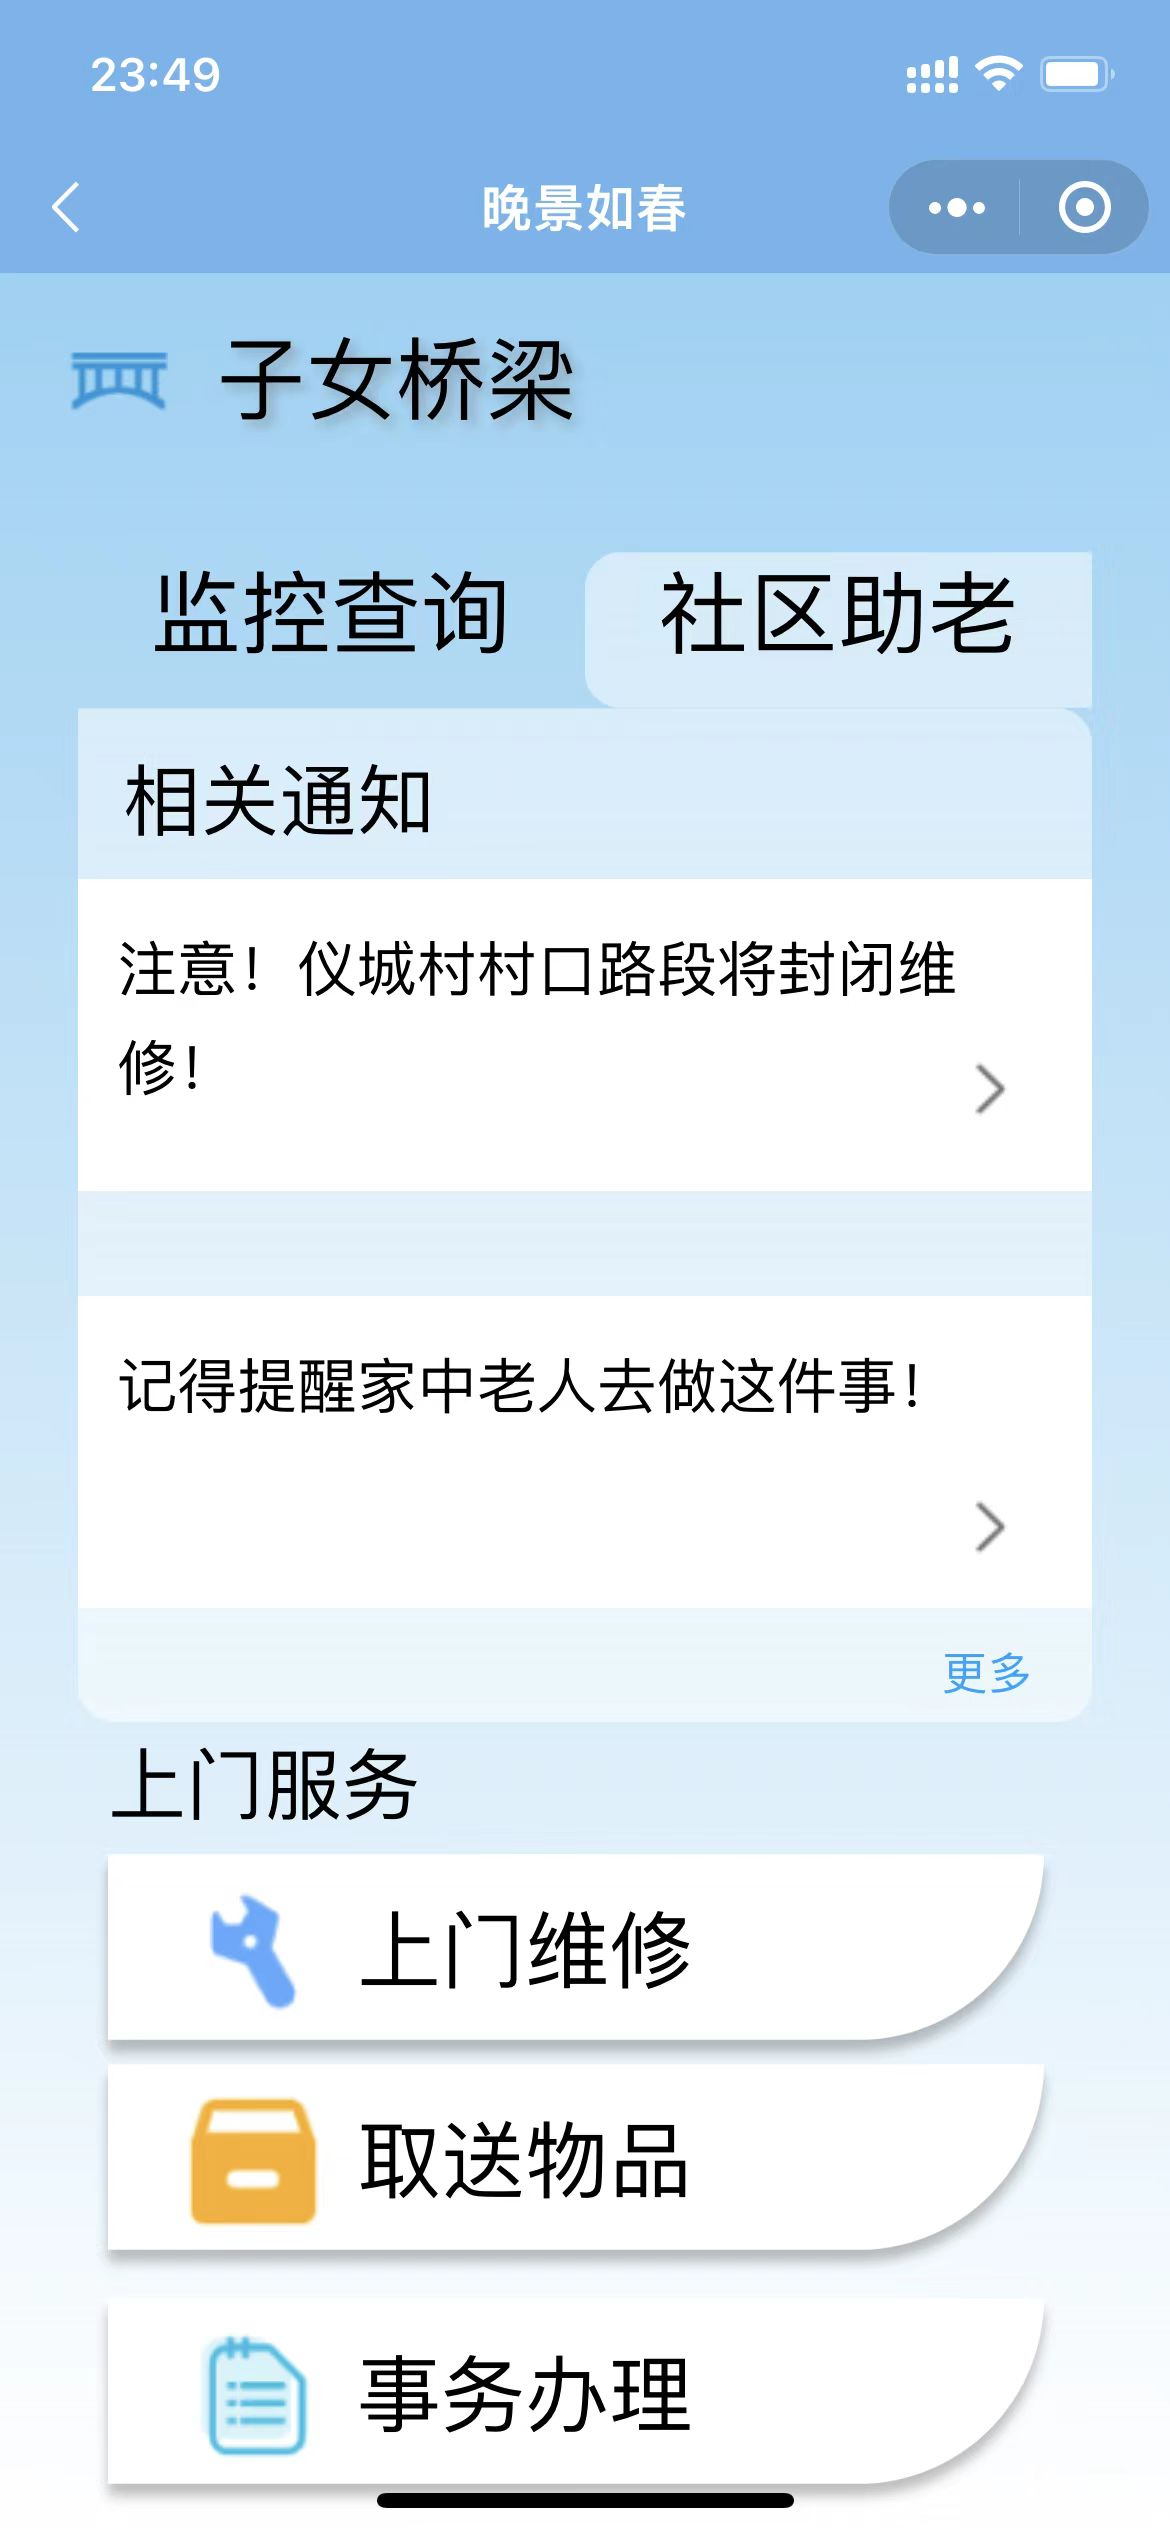 23:49
晚景如春
子女桥梁
监控查询
社区助老
相关通知
注意！仪城村村口路段将封闭维
修！
记得提醒家中老人去做这件事！
更多
上门服务
上门维修
取送物品
事务办理